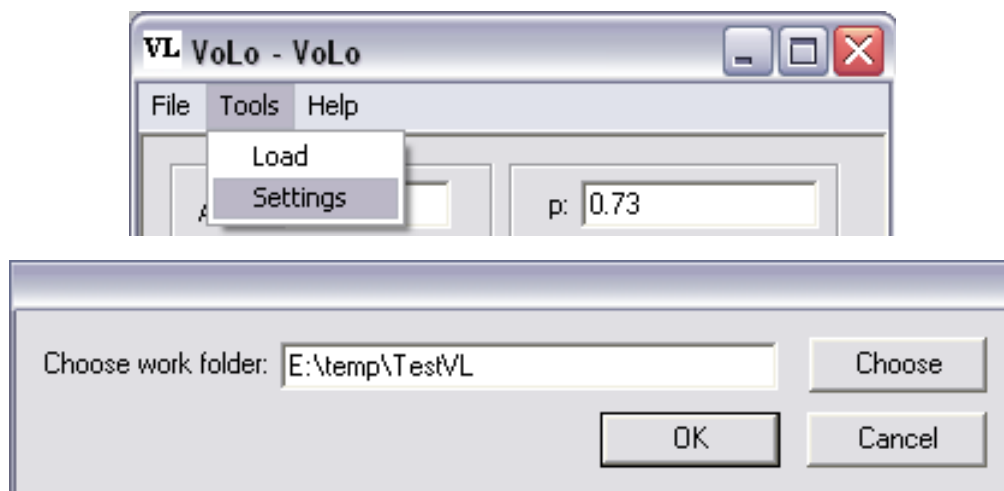 VL VoLo - VoLo
File Tools Help
Load
Settings
p: 0.73
Choose work folder: E:\temp\TestVL Choose
OK Cancel